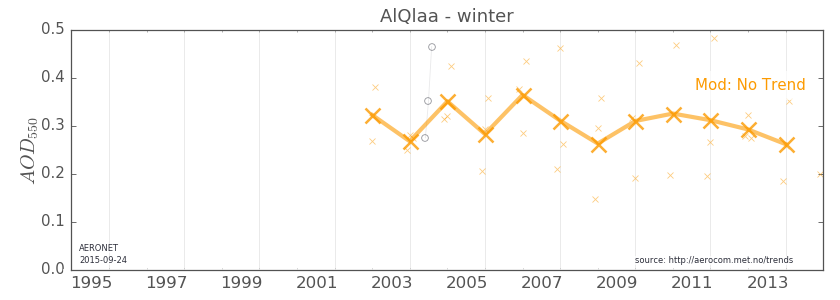 AlQlaa - winter
0.5
0.4
0.3
0.2
0.1
0.0
AOD550
Mod: No Trend
AERONET
2015-09-24
source: http://aerocom.met.no/trends
1995 1997 1999 2001 2003 2005 2007 2009 2011 2013